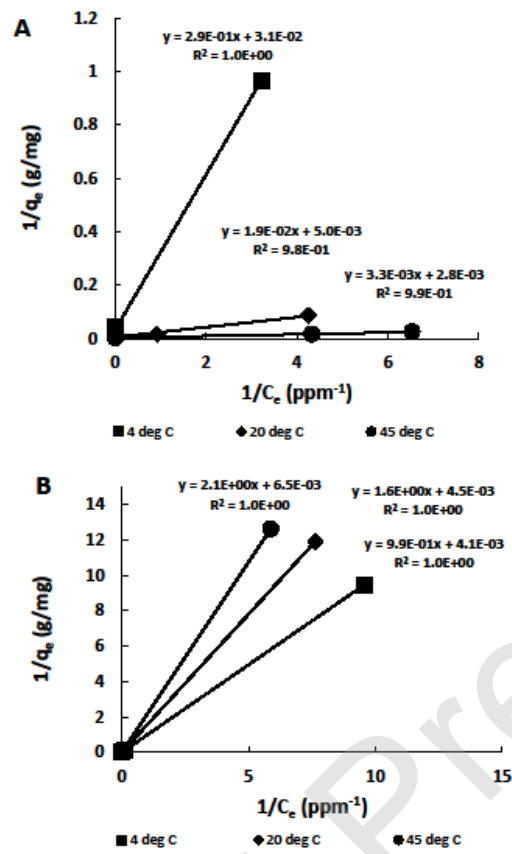 A
1.2
1
0.8
0.6
0.4
0.2
0
1/qₑ (g/mg)
y = 2.9E-01x + 3.1E-02
R² = 1.0E+00
y = 1.9E-02x + 5.0E-03
R² = 9.8E-01
y = 3.3E-03x + 2.8E-03
R² = 9.9E-01
0 2 4 6 8
1/Cₑ (ppm⁻¹)
4 deg C 20 deg C 45 deg C
B
14
12
10
8
6
4
2
0
1/qₑ (g/mg)
y = 2.1E+00x + 6.5E-03
R² = 1.0E+00
y = 1.6E+00x + 4.5E-03
R² = 1.0E+00
y = 9.9E-01x + 4.1E-03
R² = 1.0E+00
0 5 10 15
1/Cₑ (ppm⁻¹)
4 deg C 20 deg C 45 deg C
Pre